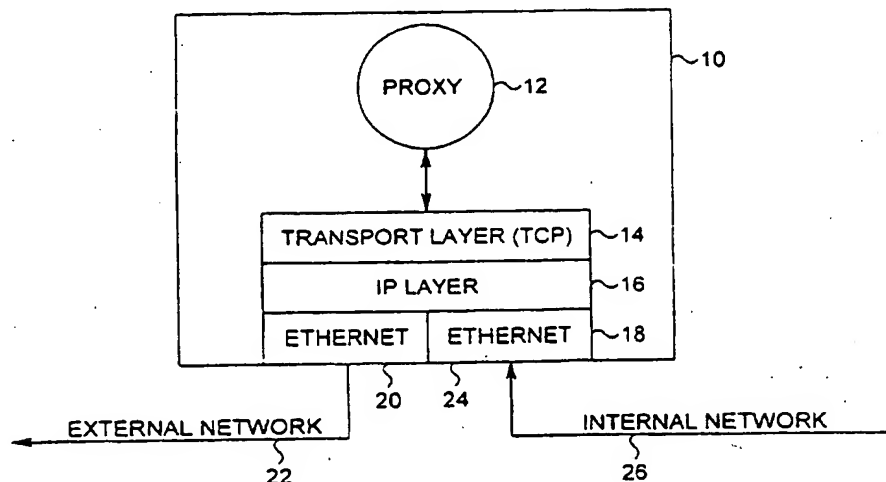 10
PROXY 12
TRANSPORT LAYER (TCP) 14
IP LAYER 16
ETHERNET ETHERNET 18
20 24
EXTERNAL NETWORK INTERNAL NETWORK
22 26